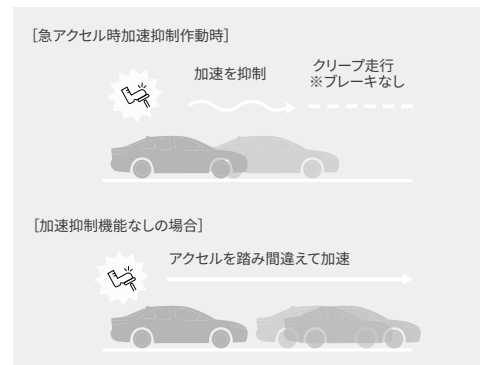 ［急アクセル時加速抑制作動時］
加速を抑制
クリープ走行
※ブレーキなし
［加速抑制機能なしの場合］
アクセルを踏み間違えて加速